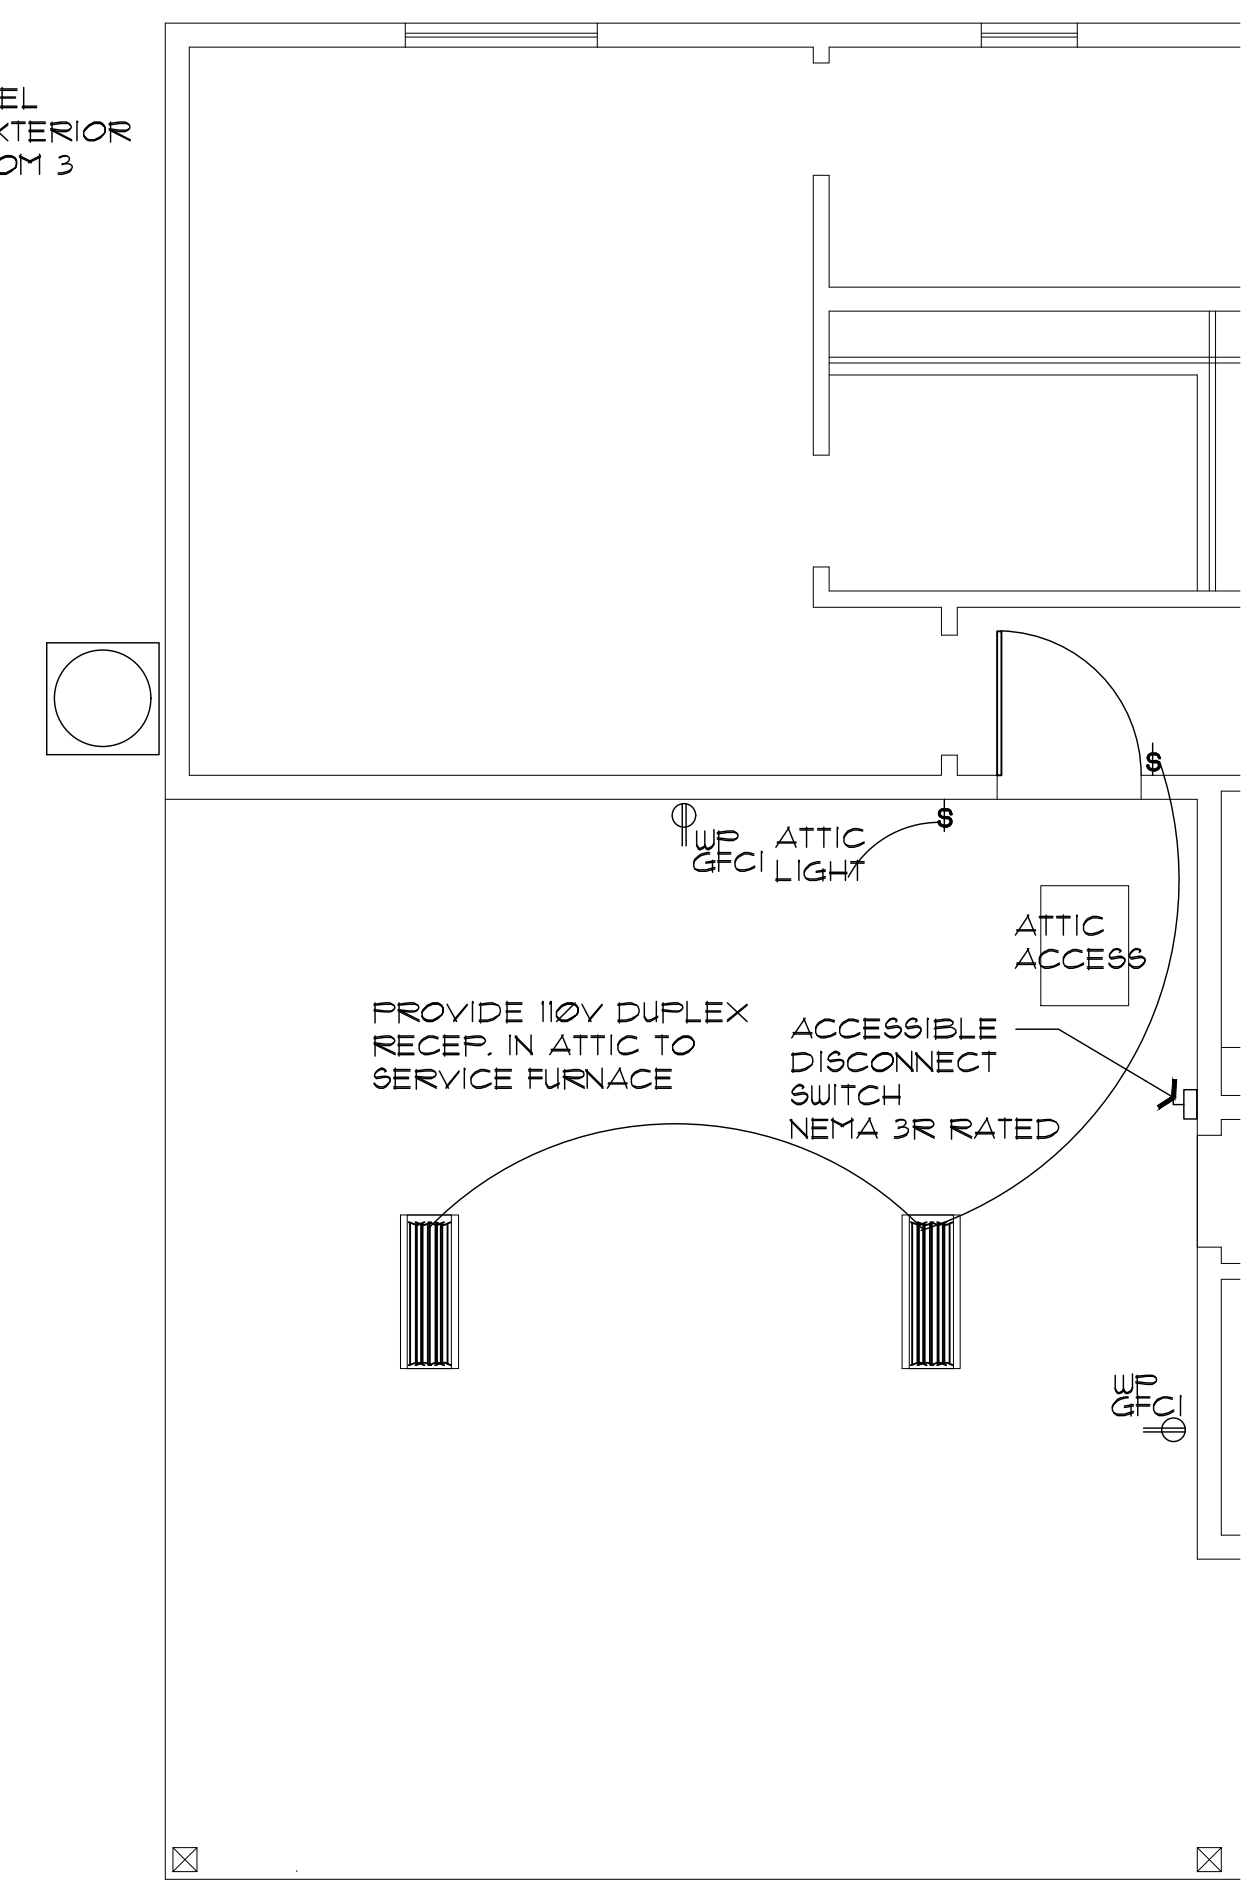 EL
XTERIOR
OM 3
$
$
WP
GFCI
ATTIC
LIGHT
ATTIC
ACCESS
PROVIDE 110V DUPLEX
RECEP. IN ATTIC TO
SERVICE FURNACE
ACCESSIBLE
DISCONNECT
SWITCH
NEMA 3R RATED
WP
GFCI